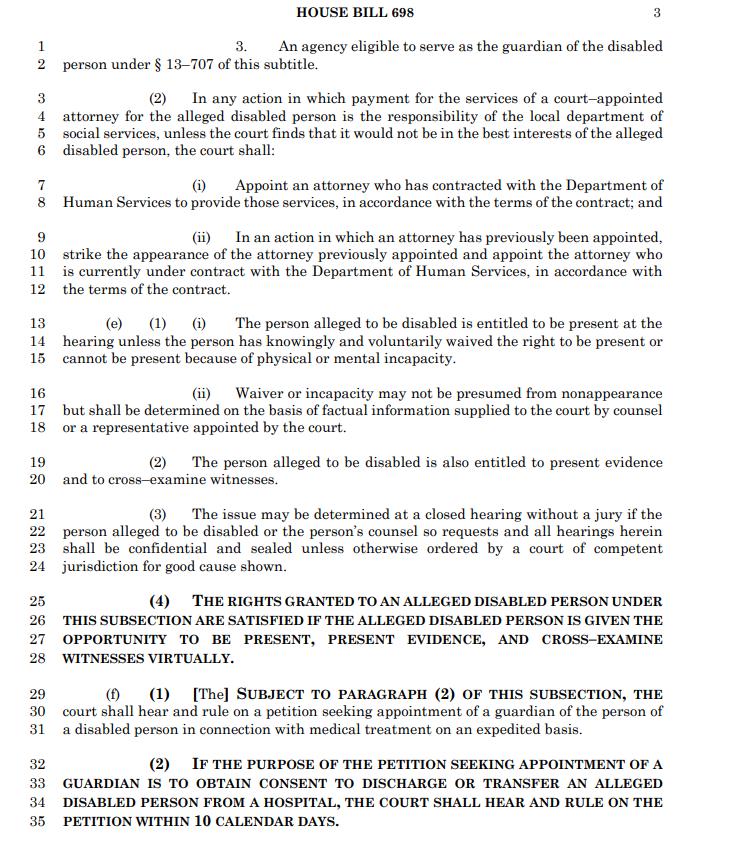 HOUSE BILL 698 3
1 3. An agency eligible to serve as the guardian of the disabled
2 person under § 13–707 of this subtitle.
3 (2) In any action in which payment for the services of a court–appointed
4 attorney for the alleged disabled person is the responsibility of the local department of
5 social services, unless the court finds that it would not be in the best interests of the alleged
6 disabled person, the court shall:
7 (i) Appoint an attorney who has contracted with the Department of
8 Human Services to provide those services, in accordance with the terms of the contract; and
9 (ii) In an action in which an attorney has previously been appointed,
10 strike the appearance of the attorney previously appointed and appoint the attorney who
11 is currently under contract with the Department of Human Services, in accordance with
12 the terms of the contract.
13 (e) (1) (i) The person alleged to be disabled is entitled to be present at the
14 hearing unless the person has knowingly and voluntarily waived the right to be present or
15 cannot be present because of physical or mental incapacity.
16 (ii) Waiver or incapacity may not be presumed from nonappearance
17 but shall be determined on the basis of factual information supplied to the court by counsel
18 or a representative appointed by the court.
19 (2) The person alleged to be disabled is also entitled to present evidence
20 and to cross–examine witnesses.
21 (3) The issue may be determined at a closed hearing without a jury if the
22 person alleged to be disabled or the person's counsel so requests and all hearings herein
23 shall be confidential and sealed unless otherwise ordered by a court of competent
24 jurisdiction for good cause shown.
25 (4) THE RIGHTS GRANTED TO AN ALLEGED DISABLED PERSON UNDER
26 THIS SUBSECTION ARE SATISFIED IF THE ALLEGED DISABLED PERSON IS GIVEN THE
27 OPPORTUNITY TO BE PRESENT, PRESENT EVIDENCE, AND CROSS–EXAMINE
28 WITNESSES VIRTUALLY.
29 (f) (1) [The] SUBJECT TO PARAGRAPH (2) OF THIS SUBSECTION, THE
30 court shall hear and rule on a petition seeking appointment of a guardian of the person of
31 a disabled person in connection with medical treatment on an expedited basis.
32 (2) IF THE PURPOSE OF THE PETITION SEEKING APPOINTMENT OF A
33 GUARDIAN IS TO OBTAIN CONSENT TO DISCHARGE OR TRANSFER AN ALLEGED
34 DISABLED PERSON FROM A HOSPITAL, THE COURT SHALL HEAR AND RULE ON THE
35 PETITION WITHIN 10 CALENDAR DAYS.